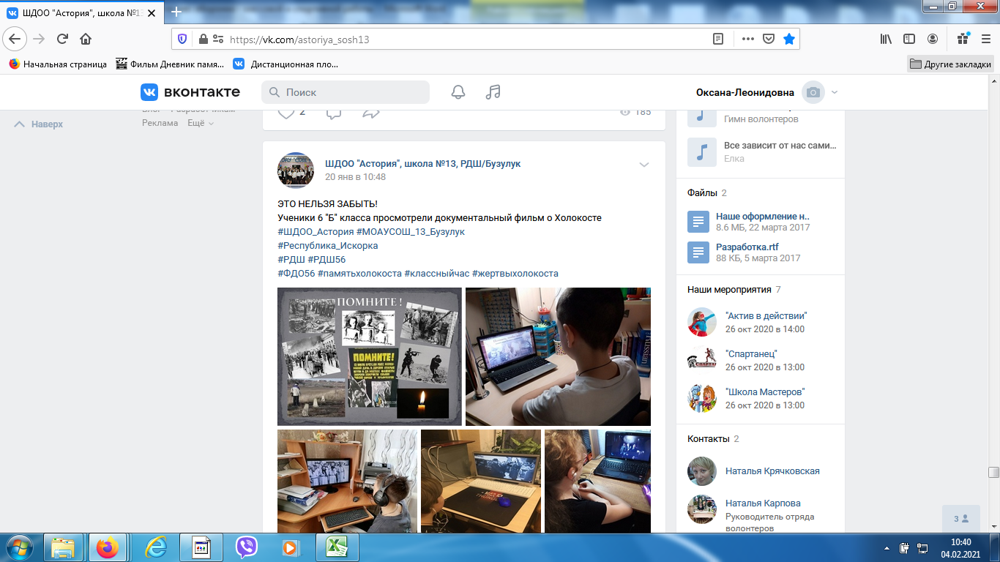 ШДОО "Астория", школа №13
https://vk.com/astoriya_sosh13
Начальная страница
Фильм Дневник памя...
Дистанционная пло...
Другие закладки
вконтакте
Поиск
Оксана-Леонидовна
Наверх
Блог Разработчикам
Реклама Ещё
2
185
ШДОО "Астория", школа №13, РДШ/Бузулук
20 янв в 10:48
ЭТО НЕЛЬЗЯ ЗАБЫТЬ!
Ученики 6 "Б" класса просмотрели документальный фильм о Холокосте
#ШДОО_Астория #МОАУСОШ_13_Бузулук
#Республика_Искорка
#РДШ #РДШ56
#ФДО56 #памятьхолокоста #классныйчас #жертвыхолокоста
ПОМНИТЕ!
ПОМНИТЕ!
Russian
Гимн волонтеров
Все зависит от нас сами...
Елка
Файлы 2
Наше оформление н..
8.6 МБ, 22 марта 2017
Разработка.rtf
88 КБ, 5 марта 2017
Наши мероприятия 7
"Актив в действии"
26 окт 2020 в 14:00
"Спартанец"
26 окт 2020 в 13:00
"Школа Мастеров"
26 окт 2020 в 13:00
Контакты 2
Наталья Крячковская
Наталья Карпова
Руководитель отряда
волонтеров
3
10:40
04.02.2021